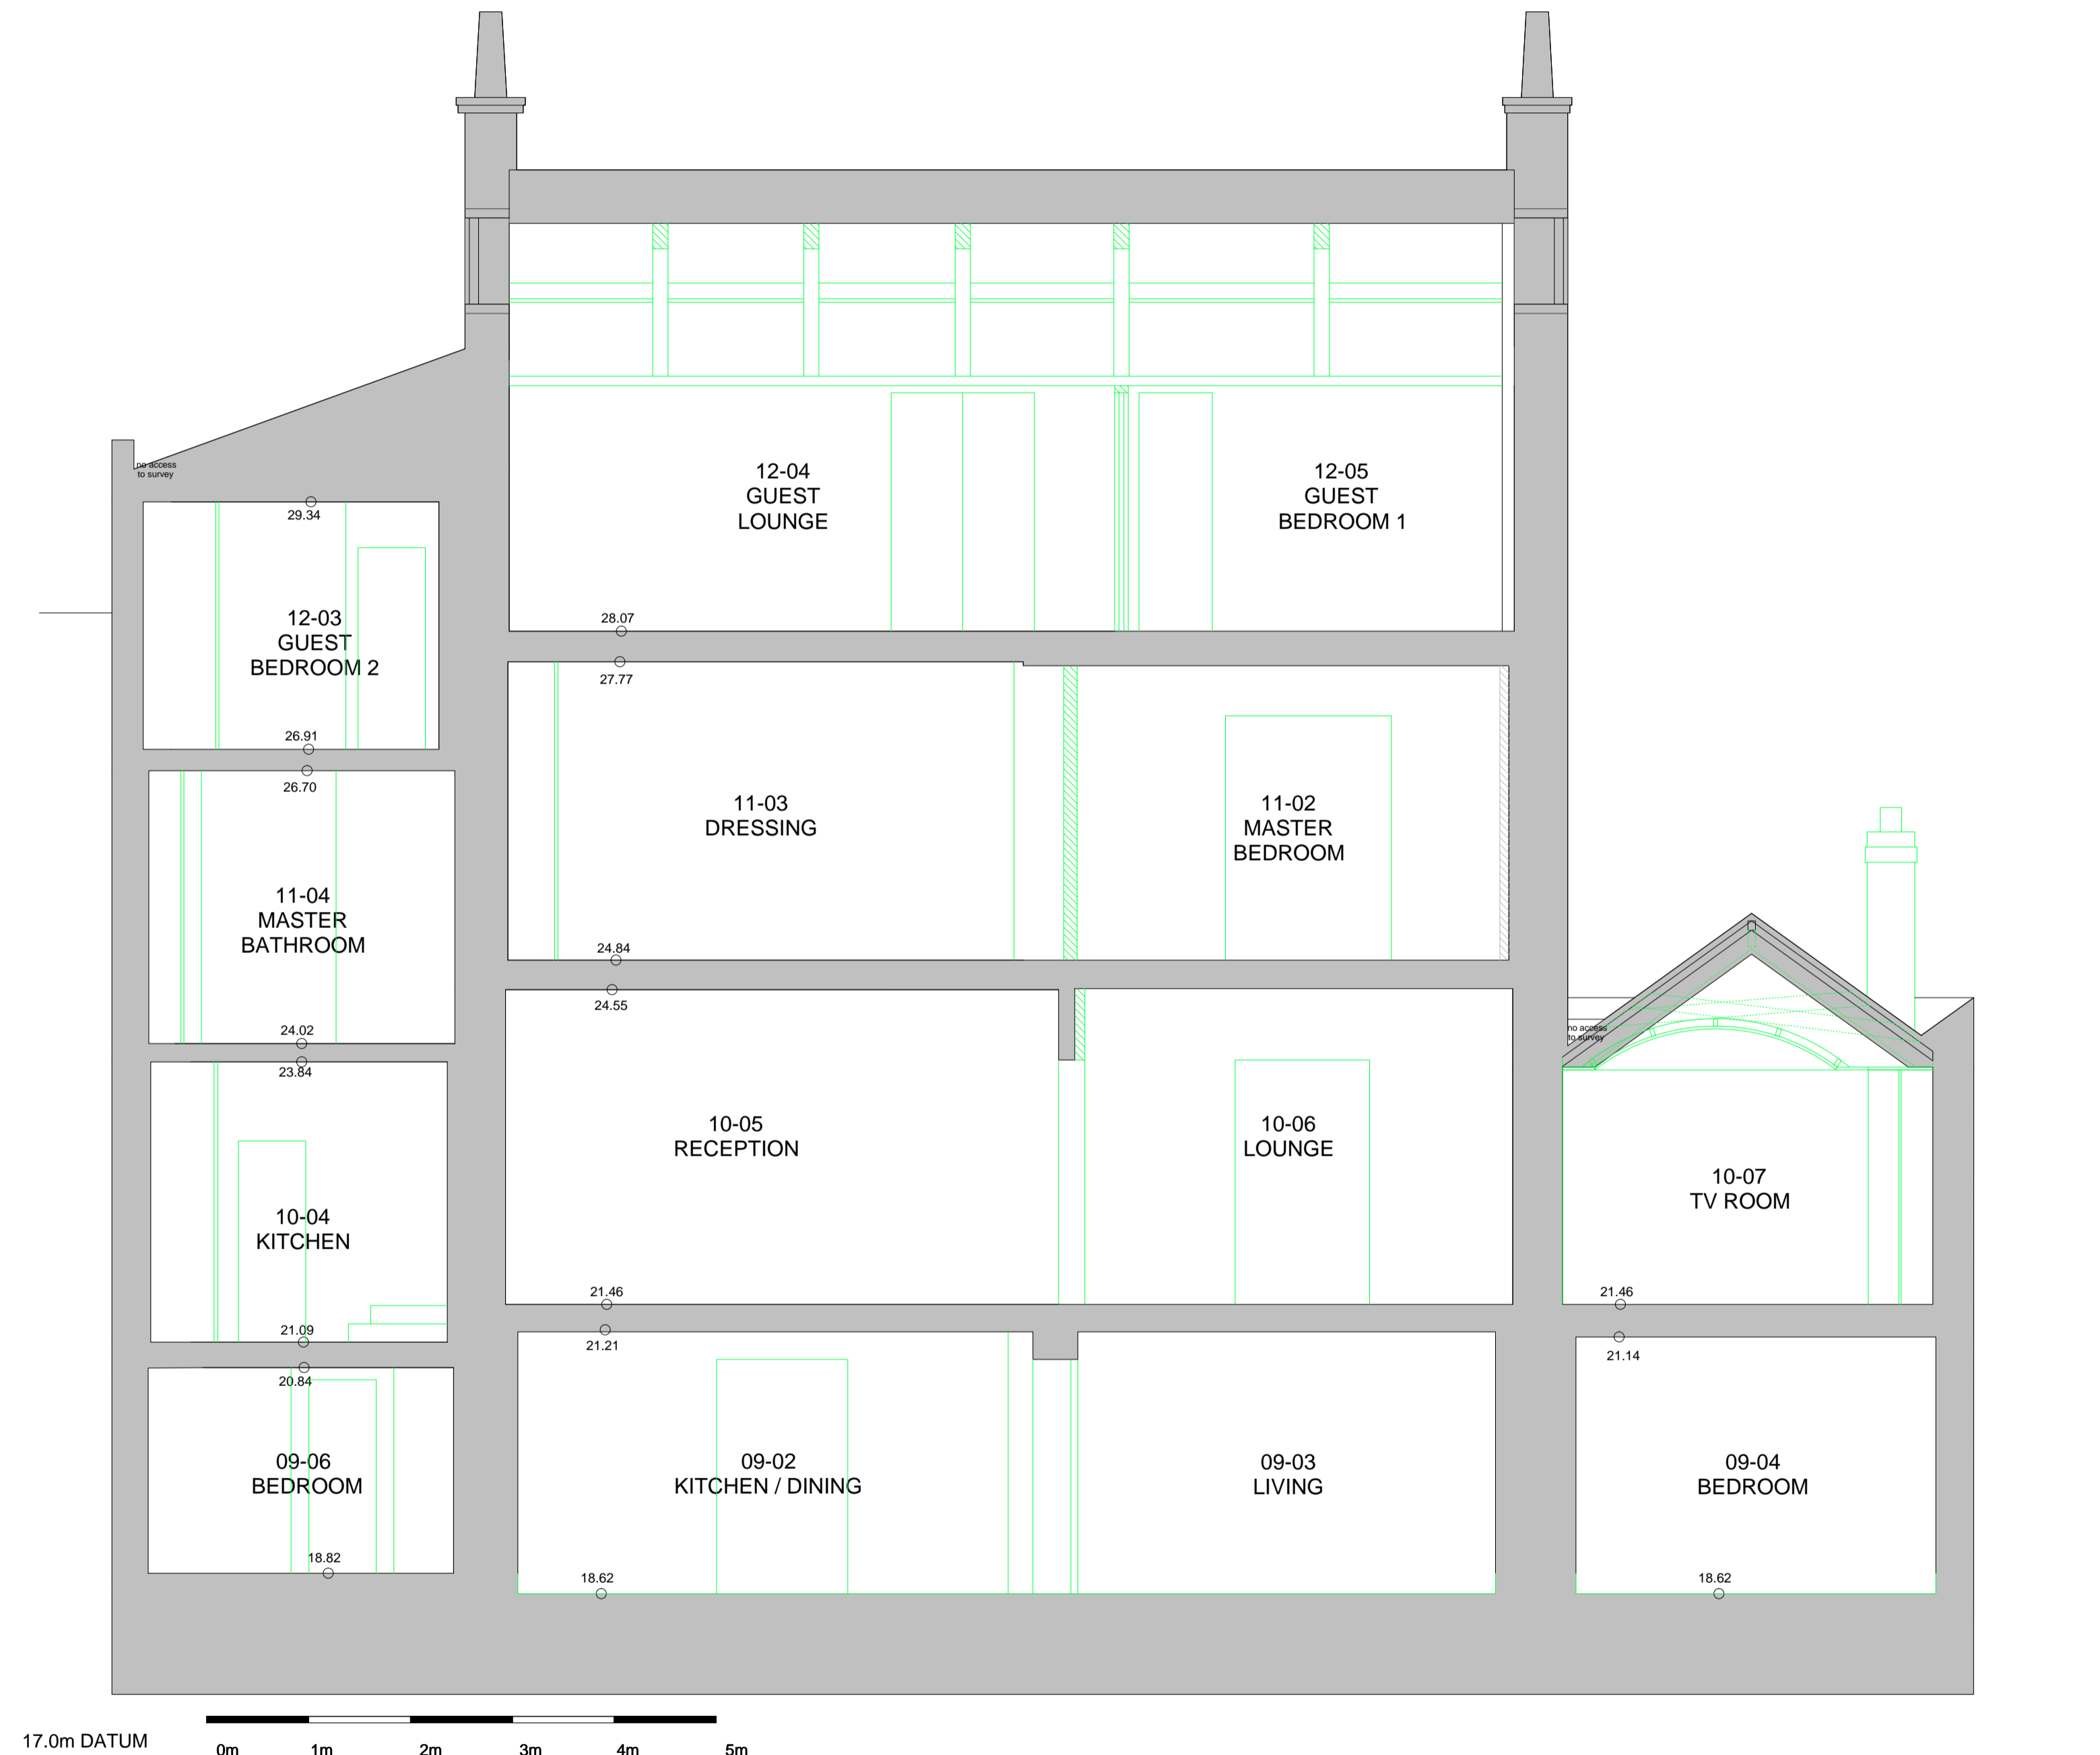 no access
to survey
29.34
12-03
GUEST
BEDROOM 2
26.91
26.70
11-04
MASTER
BATHROOM
24.02
23.84
10-04
KITCHEN
21.09
20.84
09-06
BEDROOM
18.82
12-04
GUEST
LOUNGE
12-05
GUEST
BEDROOM 1
28.07
27.77
11-03
DRESSING
11-02
MASTER
BEDROOM
24.84
24.55
10-05
RECEPTION
10-06
LOUNGE
21.46
21.21
09-02
KITCHEN / DINING
09-03
LIVING
18.62
no access
to survey
10-07
TV ROOM
21.46
21.14
09-04
BEDROOM
18.62
17.0m DATUM
0m 1m 2m 3m 4m 5m